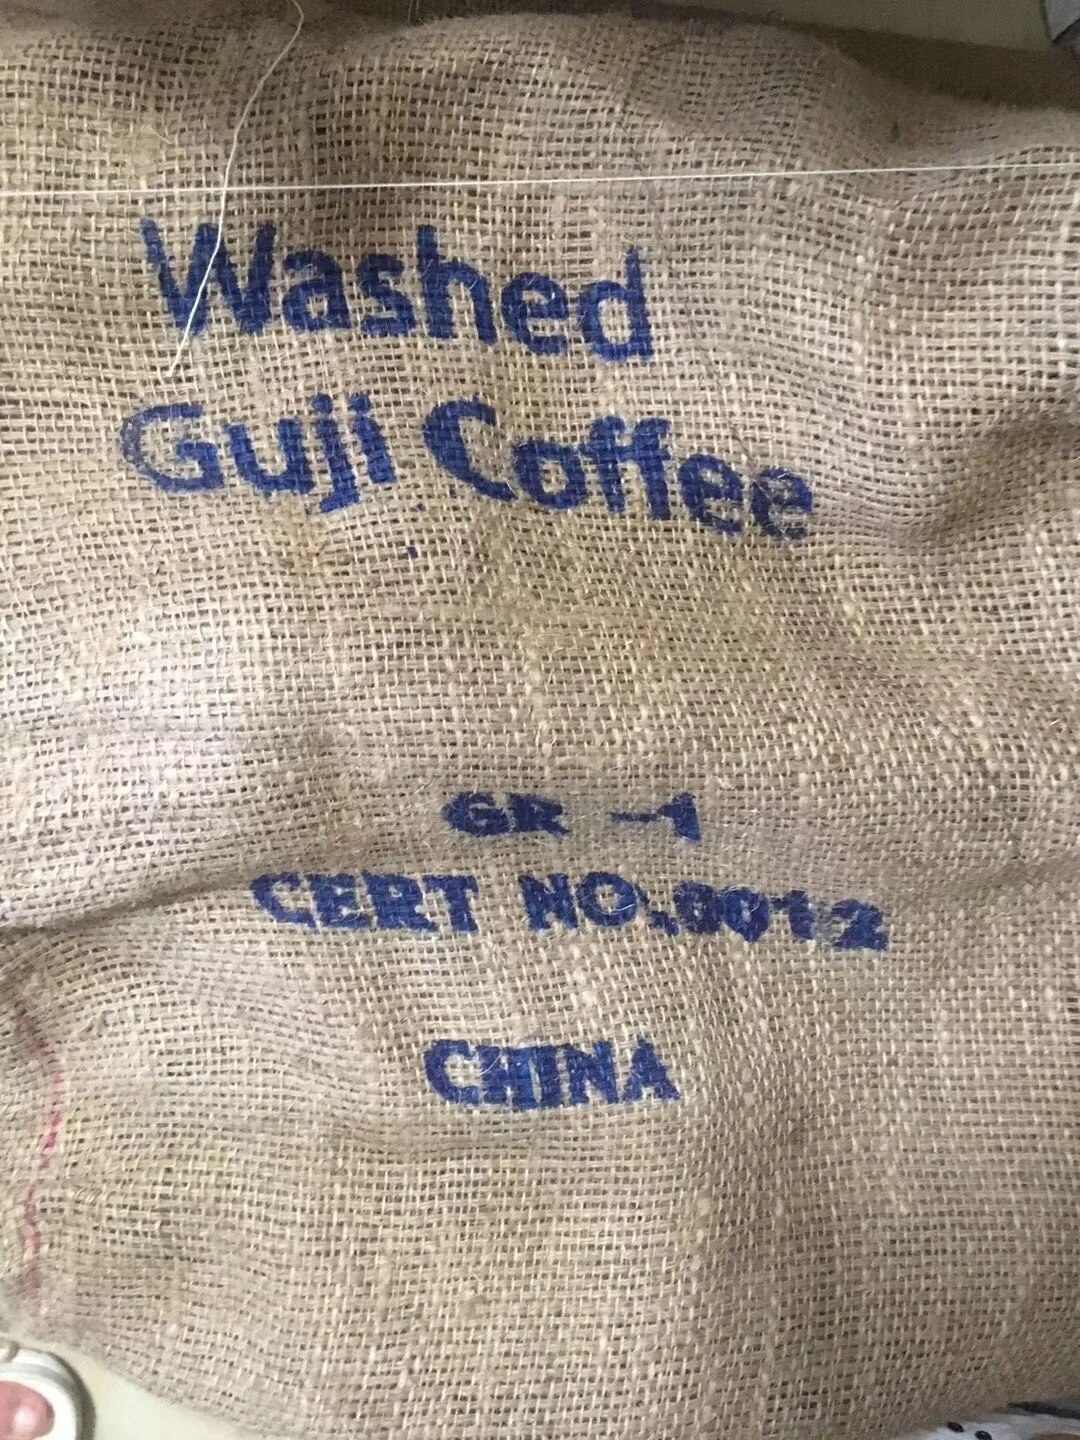 Washed
Guji Coffee
GR -1
CERT NO.0012
CHINA